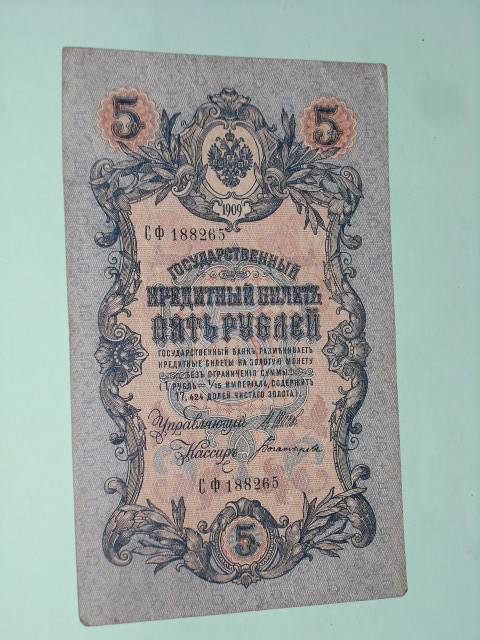 5 5
1909
СФ 188265
ГОСУДАРСТВЕННЫЙ
КРЕДИТНЫЙ БИЛЕТЪ
ПЯТЬ РУБЛЕЙ
ГОСУДАРСТВЕННЫЙ БАНКЪ РАЗМѢНИВАЕТЪ
КРЕДИТНЫЕ БИЛЕТЫ НА ЗОЛОТУЮ МОНЕТУ
БЕЗЪ ОГРАНИЧЕНІЯ СУММЫ
(1 РУБЛЬ = 1/15 ИМПЕРІАЛА, СОДЕРЖИТЪ
17,424 ДОЛЕЙ ЧИСТАГО ЗОЛОТА).
Управляющій
Кассиръ
СФ 188265
5